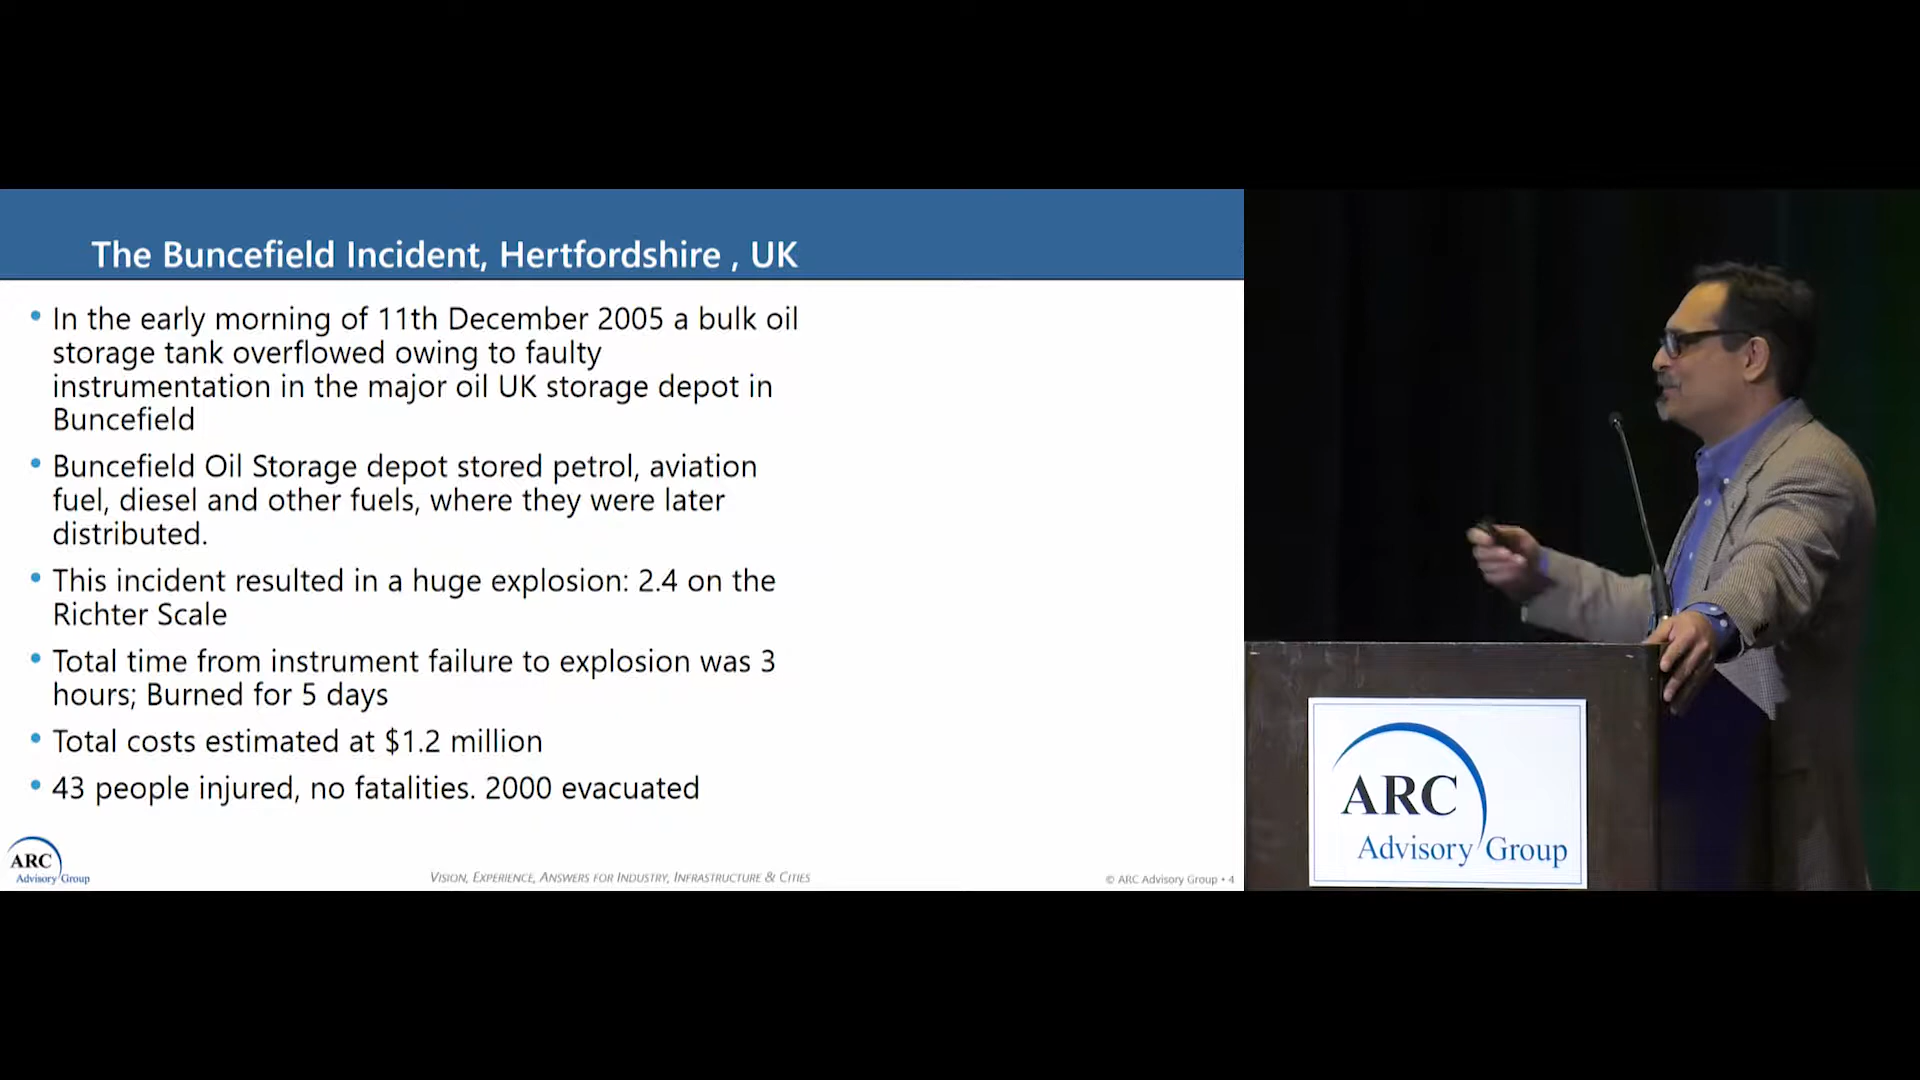 The Buncefield Incident, Hertfordshire , UK
• In the early morning of 11th December 2005 a bulk oil
storage tank overflowed owing to faulty
instrumentation in the major oil UK storage depot in
Buncefield
• Buncefield Oil Storage depot stored petrol, aviation
fuel, diesel and other fuels, where they were later
distributed.
• This incident resulted in a huge explosion: 2.4 on the
Richter Scale
• Total time from instrument failure to explosion was 3
hours; Burned for 5 days
• Total costs estimated at $1.2 million
• 43 people injured, no fatalities. 2000 evacuated
ARC
Advisory Group
VISION, EXPERIENCE, ANSWERS FOR INDUSTRY, INFRASTRUCTURE & CITIES
© ARC Advisory Group • 4
ARC
Advisory Group